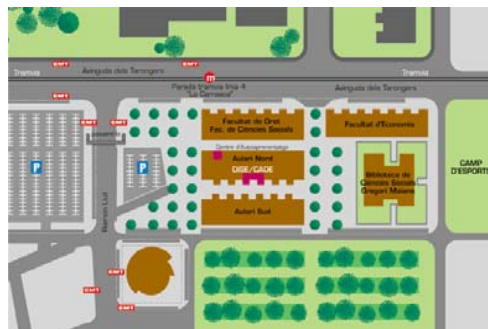 EMT
EMT
EMT
Tramvia
Avinguda dels Tarongers
Tramvia
m
Parada tramvia línia 4
"La Carrasca"
Avinguda dels Tarongers
EMT
EMT
EMT
Facultat de Dret
Fac. de Ciències Socials
Facultat d'Economia
Centre d'Autoaprenentatge
Aulari Nord
DISE/CADE
P
P
Biblioteca de
Ciències Socials
Gregori Maians
CAMP
D'ESPORTS
Aulari Sud
Ramon Llull
EMT
EMT
EMT